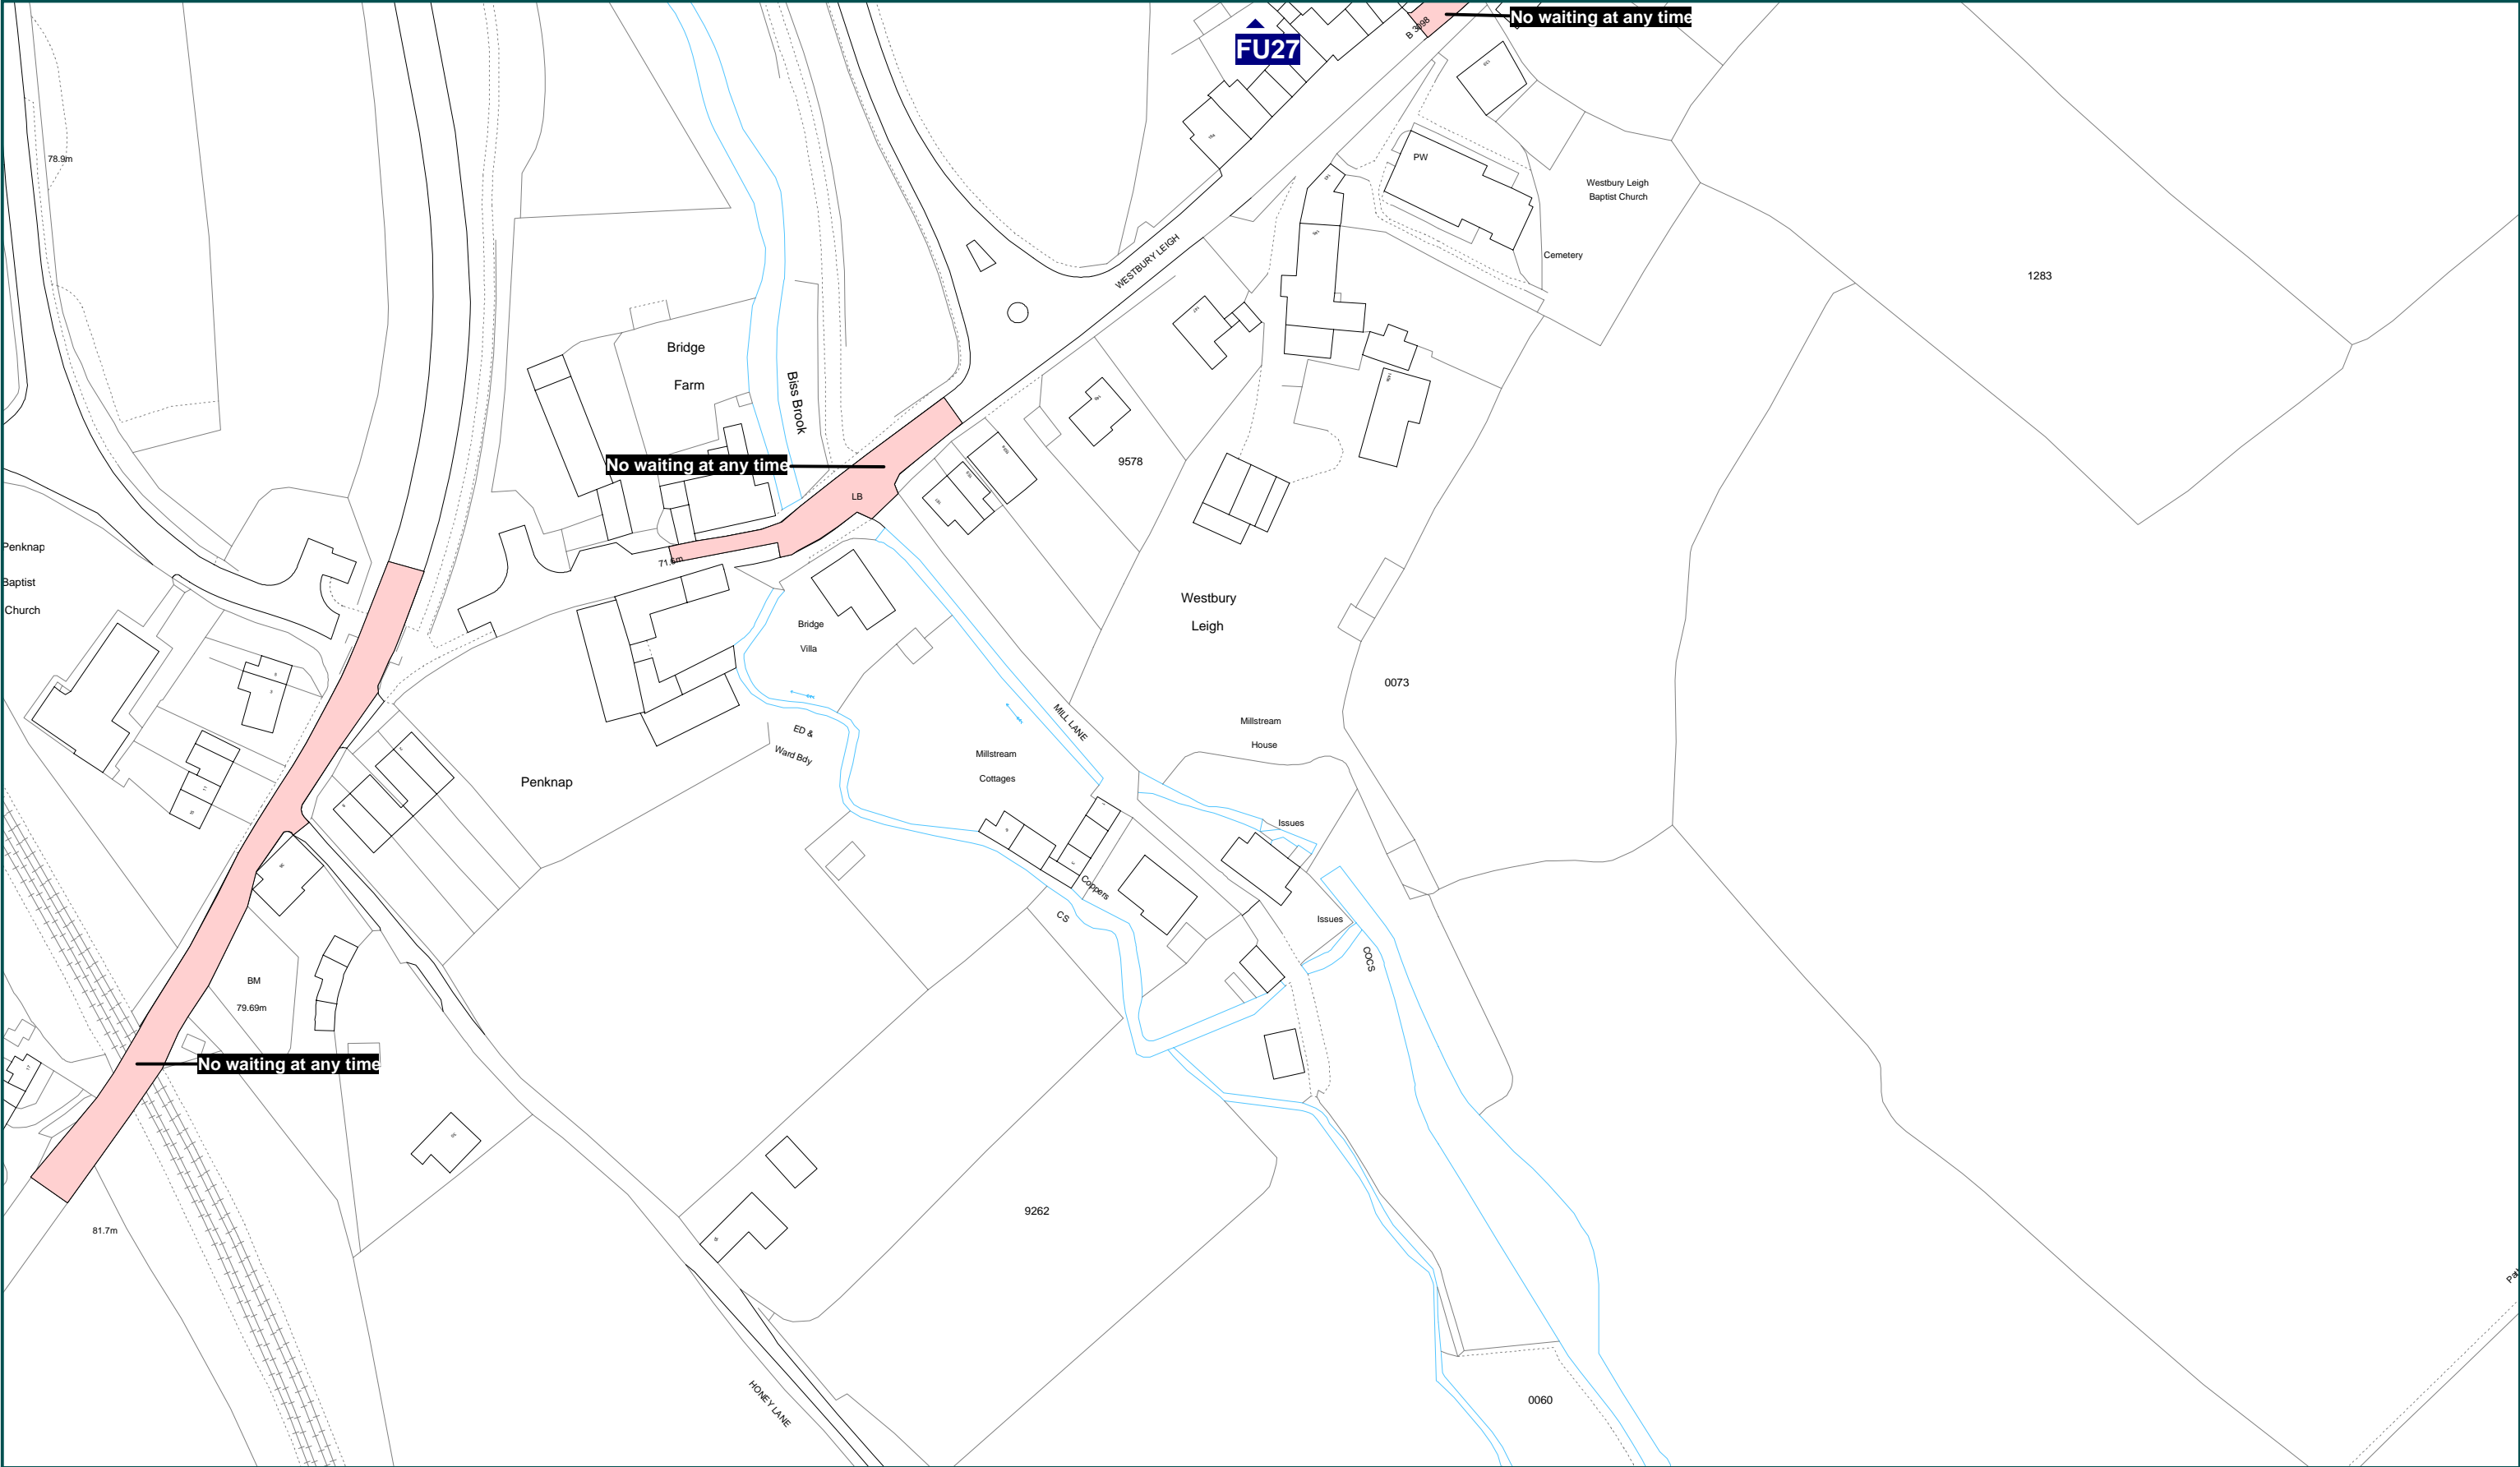 No waiting at any time
B 3098
FU27
PW
78.9m
Westbury Leigh
Baptist Church
WESTBURY LEIGH
Cemetery
1283
Bridge
Farm
Biss Brook
No waiting at any time
9578
LB
Penknap
Baptist
Church
71.6m
Westbury
Leigh
Bridge
Villa
0073
MILL LANE
Millstream
House
ED &
Ward Bdy
Millstream
Cottages
Penknap
Issues
Coppers
CS
Issues
COCS
BM
79.69m
No waiting at any time
9262
81.7m
HONEY LANE
0060